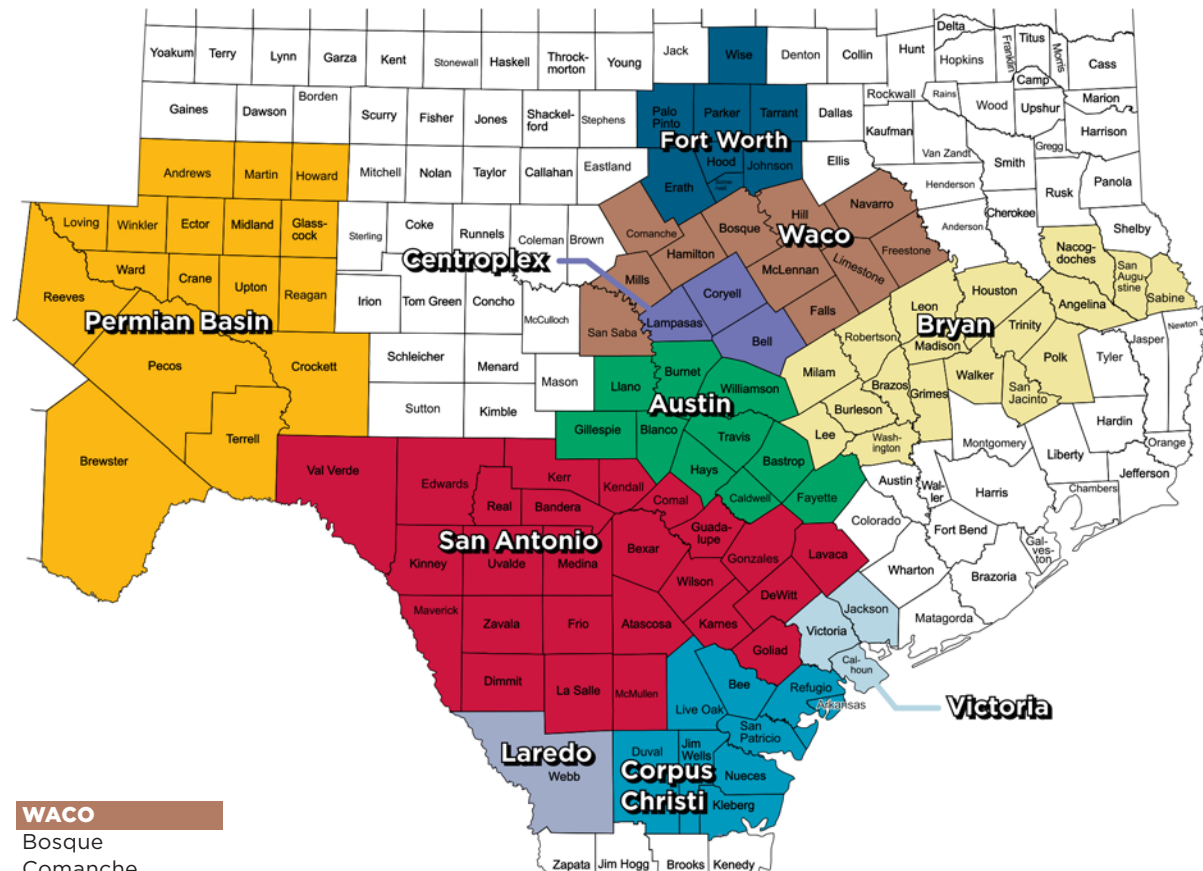 Delta
Titus
Franklin
Morris
Hunt
Hopkins
Cass
Yoakum
Terry
Lynn
Garza
Kent
Stonewall
Haskell
Throck-
morton
Young
Jack
Wise
Denton
Collin
Camp
Rockwall
Rains
Wood
Upshur
Marion
Gaines
Dawson
Borden
Scurry
Fisher
Jones
Shackel-
ford
Stephens
Palo
Pinto
Parker
Tarrant
Dallas
Kaufman
Van Zandt
Gregg
Harrison
Fort Worth
Andrews
Martin
Howard
Mitchell
Nolan
Taylor
Callahan
Eastland
Erath
Hood
Johnson
Ellis
Henderson
Smith
Rusk
Panola
Loving
Winkler
Ector
Midland
Glass-
cock
Sterling
Coke
Runnels
Coleman
Brown
Comanche
Hamilton
Bosque
Hill
Navarro
Freestone
Anderson
Cherokee
Shelby
Waco
Nacog-
doches
San
Augu
stine
Sabine
Centroplex
Ward
Crane
Upton
Reagan
Reeves
Irion
Tom Green
Concho
McCulloch
Mills
San Saba
Lampasas
Coryell
McLennan
Limestone
Falls
Bell
Leon
Houston
Angelina
Newton
Permian Basin
Robertson
Bryan
Madison
Trinity
Polk
Tyler
Jasper
Pecos
Crockett
Schleicher
Menard
Mason
Llano
Burnet
Williamson
Milam
Brazos
Grimes
Walker
San
Jacinto
Hardin
Sutton
Kimble
Austin
Burleson
Lee
Wash-
ington
Montgomery
Liberty
Orange
Jefferson
Brewster
Terrell
Gillespie
Blanco
Travis
Hays
Bastrop
Caldwell
Fayette
Austin
Wal-
ler
Harris
Chambers
Val Verde
Edwards
Kerr
Real
Bandera
Kendall
Comal
Guada-
lupe
Gonzales
Lavaca
Colorado
Fort Bend
Gal-
ves-
ton
San Antonio
Bexar
Kinney
Uvalde
Medina
Wilson
DeWitt
Wharton
Brazoria
Maverick
Zavala
Frio
Atascosa
Karnes
Goliad
Victoria
Jackson
Matagorda
Cal-
houn
Dimmit
La Salle
McMullen
Live Oak
Bee
Refugio
Arkansas
San
Patricio
Victoria
Laredo
Webb
Duval
Jim
Wells
Nueces
Corpus
Christi
Kleberg
Zapata
Jim Hogg
Brooks
Kenedy
WACO
Bosque
Comanche